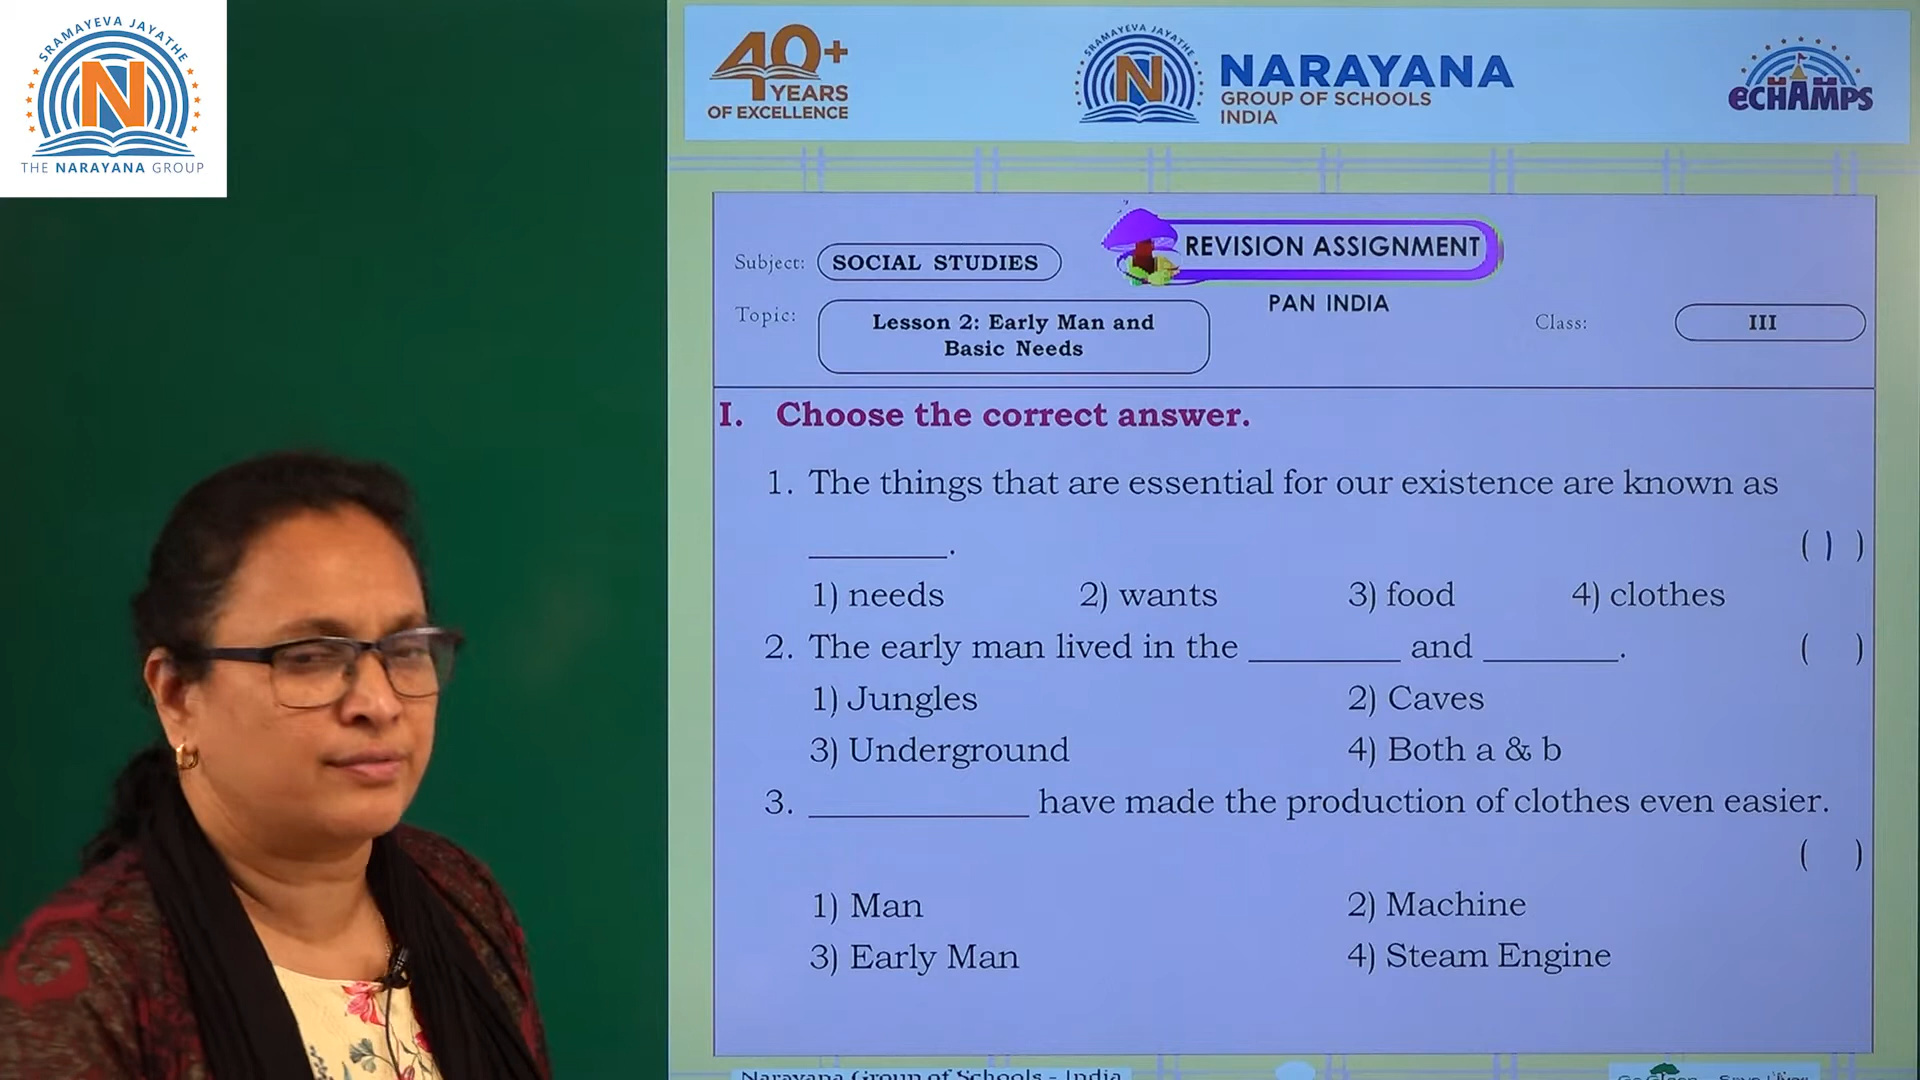 SRAMAYEVA JAYATHE
N
THE NARAYANA GROUP
40+
YEARS
OF EXCELLENCE
SRAMAYEVA JAYATHE
N
NARAYANA
GROUP OF SCHOOLS
INDIA
eCHAMPS
Subject: SOCIAL STUDIES
REVISION ASSIGNMENT
PAN INDIA
Topic: Lesson 2: Early Man and
Basic Needs
Class: III
I. Choose the correct answer.
1. The things that are essential for our existence are known as
________. ( 1 )
1) needs 2) wants 3) food 4) clothes
2. The early man lived in the ________ and ________. ( )
1) Jungles 2) Caves
3) Underground 4) Both a & b
3. ____________ have made the production of clothes even easier.
( )
1) Man 2) Machine
3) Early Man 4) Steam Engine
Narayana Group of Schools - India